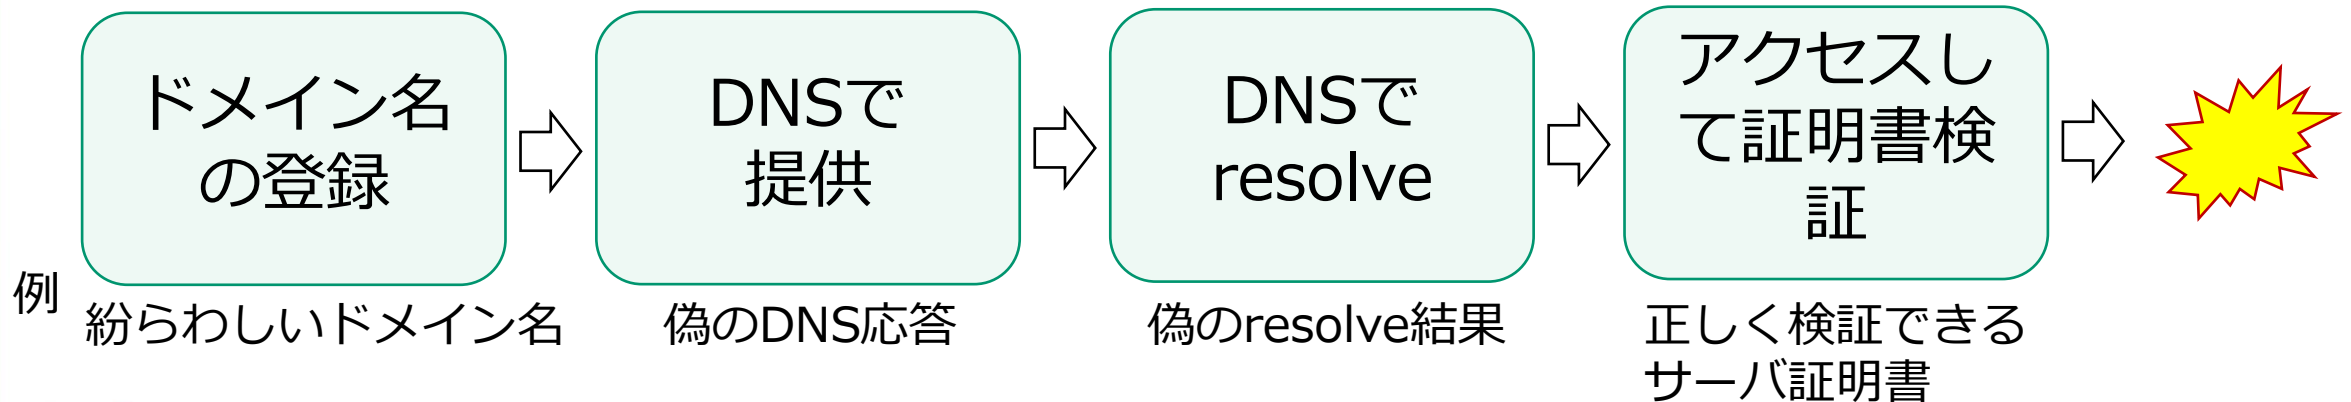 ドメイン名
の登録
DNSで
提供
DNSで
resolve
アクセスし
て証明書検
証
例
紛らわしいドメイン名
偽のDNS応答
偽のresolve結果
正しく検証できる
サーバ証明書